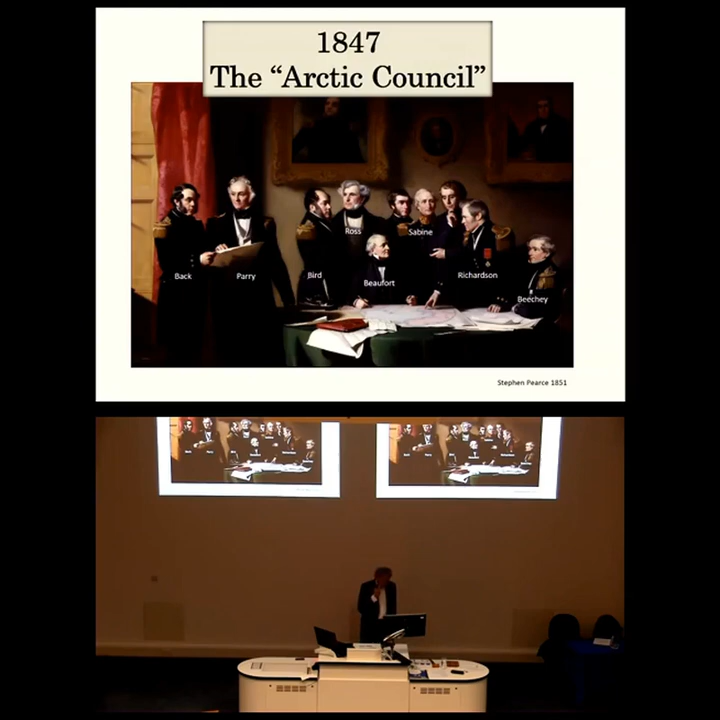 1847
The “Arctic Council”
Ross
Sabine
Back
Parry
Bird
Beaufort
Richardson
Beechey
Stephen Pearce 1851